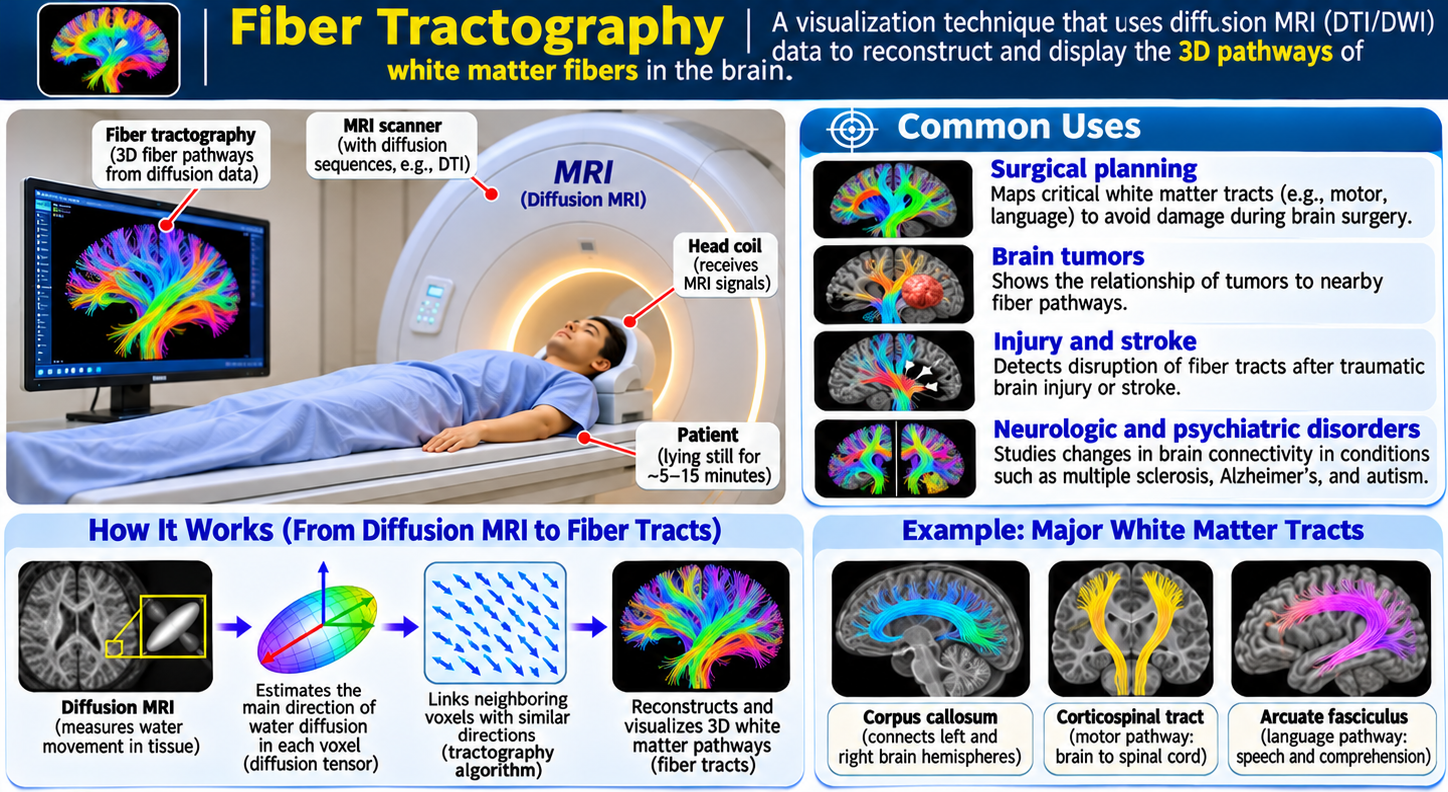 Fiber Tractography
A visualization technique that uses diffusion MRI (DTI/DWI)
data to reconstruct and display the 3D pathways of
white matter fibers in the brain.
Fiber tractography
(3D fiber pathways
from diffusion data)
MRI scanner
(with diffusion
sequences, e.g., DTI)
MRI
(Diffusion MRI)
Head coil
(receives
MRI signals)
Patient
(lying still for
~5–15 minutes)
Common Uses
Surgical planning
Maps critical white matter tracts (e.g., motor,
language) to avoid damage during brain surgery.
Brain tumors
Shows the relationship of tumors to nearby
fiber pathways.
Injury and stroke
Detects disruption of fiber tracts after traumatic
brain injury or stroke.
Neurologic and psychiatric disorders
Studies changes in brain connectivity in conditions
such as multiple sclerosis, Alzheimer's, and autism.
How It Works (From Diffusion MRI to Fiber Tracts)
Diffusion MRI
(measures water
movement in tissue)
Estimates the
main direction of
water diffusion
in each voxel
(diffusion tensor)
Links neighboring
voxels with similar
directions
(tractography
algorithm)
Reconstructs and
visualizes 3D white
matter pathways
(fiber tracts)
Example: Major White Matter Tracts
Corpus callosum
(connects left and
right brain hemispheres)
Corticospinal tract
(motor pathway:
brain to spinal cord)
Arcuate fasciculus
(language pathway:
speech and comprehension)